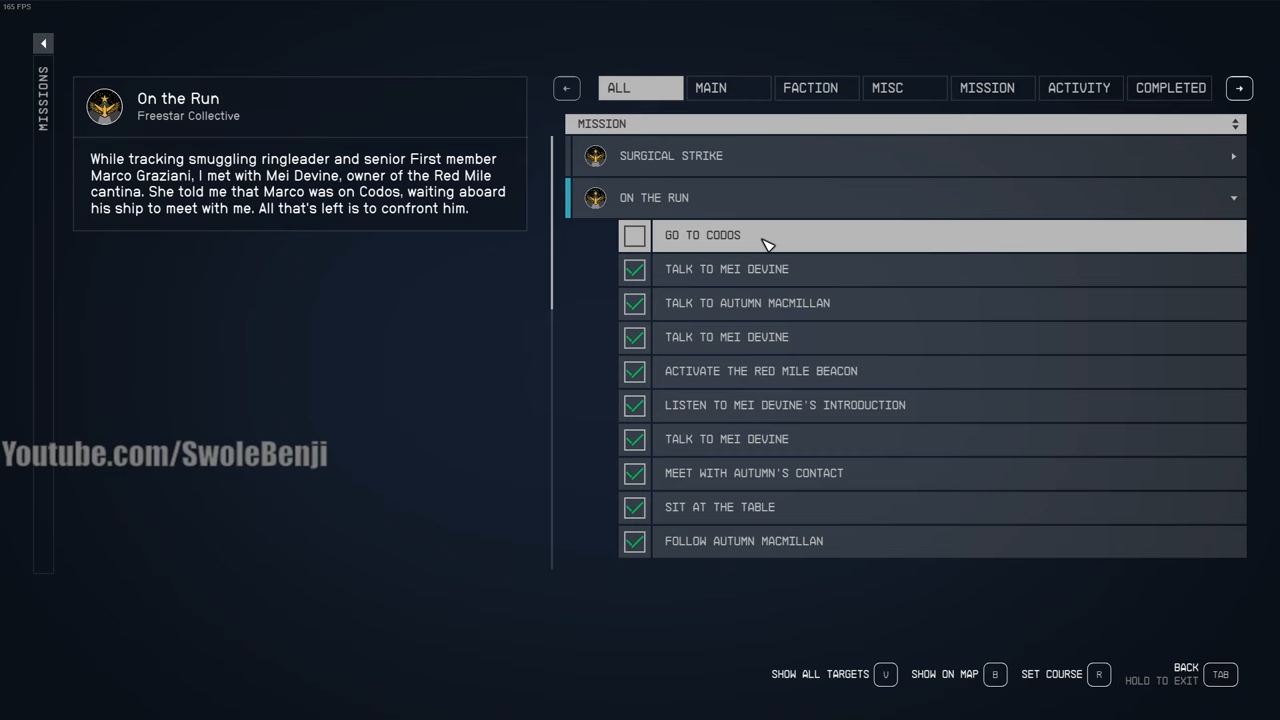 165 FPS
MISSIONS
On the Run
Freestar Collective
While tracking smuggling ringleader and senior First member
Marco Graziani, I met with Mei Devine, owner of the Red Mile
cantina. She told me that Marco was on Codos, waiting aboard
his ship to meet with me. All that's left is to confront him.
ALL MAIN FACTION MISC MISSION ACTIVITY COMPLETED
MISSION
SURGICAL STRIKE
ON THE RUN
GO TO CODOS
TALK TO MEI DEVINE
TALK TO AUTUMN MACMILLAN
TALK TO MEI DEVINE
ACTIVATE THE RED MILE BEACON
LISTEN TO MEI DEVINE'S INTRODUCTION
TALK TO MEI DEVINE
MEET WITH AUTUMN'S CONTACT
SIT AT THE TABLE
FOLLOW AUTUMN MACMILLAN
Youtube.com/SwoleBenji
SHOW ALL TARGETS V SHOW ON MAP B SET COURSE R BACK TAB
HOLD TO EXIT